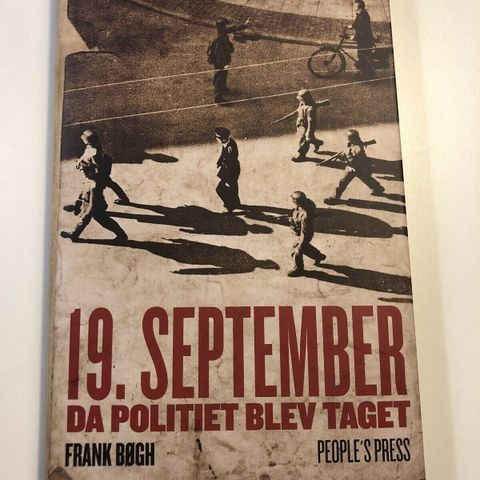 19. SEPTEMBER
DA POLITIET BLEV TAGET
FRANK BØGH PEOPLE'S PRESS